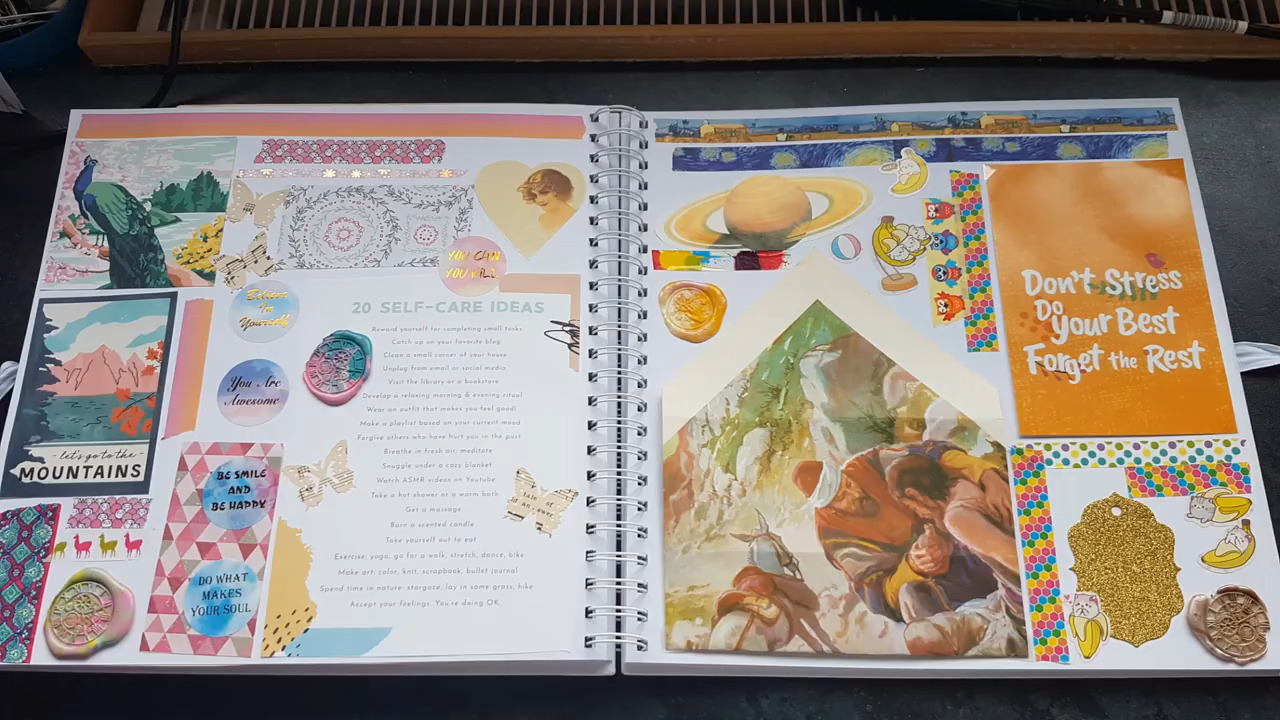 YOU CAN
YOU WILL
Believe
In
Yourself
You Are
Awesome
- let's go to the -
MOUNTAINS
BE SMILE
AND
BE HAPPY
DO WHAT
MAKES
YOUR SOUL
20 SELF-CARE IDEAS
Reward yourself for completing small tasks
Catch up on your favorite blog
Clean a small corner of your house
Unplug from email or social media
Visit the library or a bookstore
Develop a relaxing morning & evening ritual
Wear an outfit that makes you feel good!
Make a playlist based on your current mood
Forgive others who have hurt you in the past
Breathe in fresh air; meditate
Snuggle under a cozy blanket
Watch ASMR videos on Youtube
Take a hot shower or a warm bath
Get a massage
Burn a scented candle
Take yourself out to eat
Exercise: yoga, go for a walk, stretch, dance, bike
Make art: color, knit, scrapbook, bullet journal
Spend time in nature: stargaze, lay in some grass, hike
Accept your feelings. You're doing OK.
Don't Stress
Do
your Best
Forget the Rest